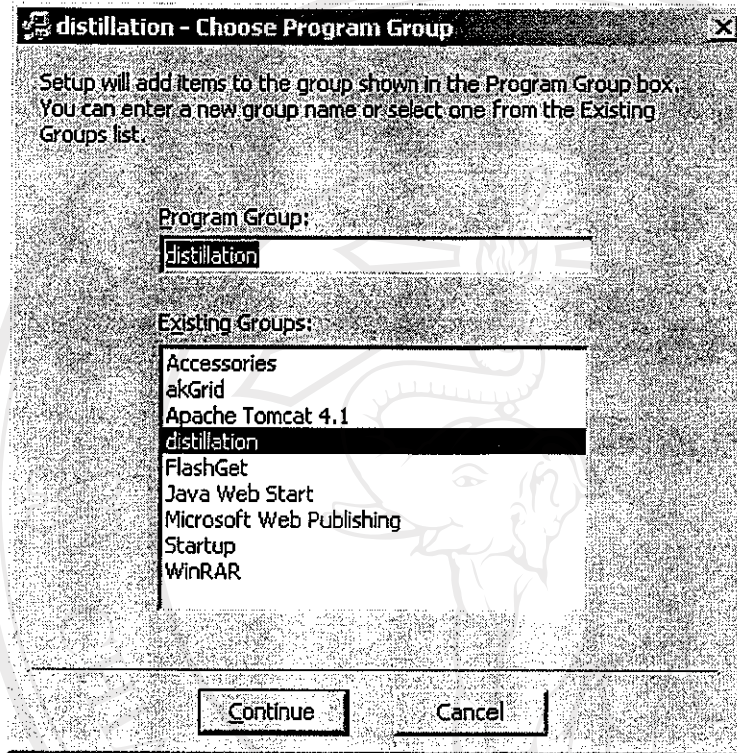 distillation - Choose Program Group
Setup will add items to the group shown in the Program Group box.
You can enter a new group name or select one from the Existing
Groups list.
Program Group:
distillation
Existing Groups:
Accessories
akGrid
Apache Tomcat 4.1
distillation
FlashGet
Java Web Start
Microsoft Web Publishing
Startup
WinRAR
Continue
Cancel